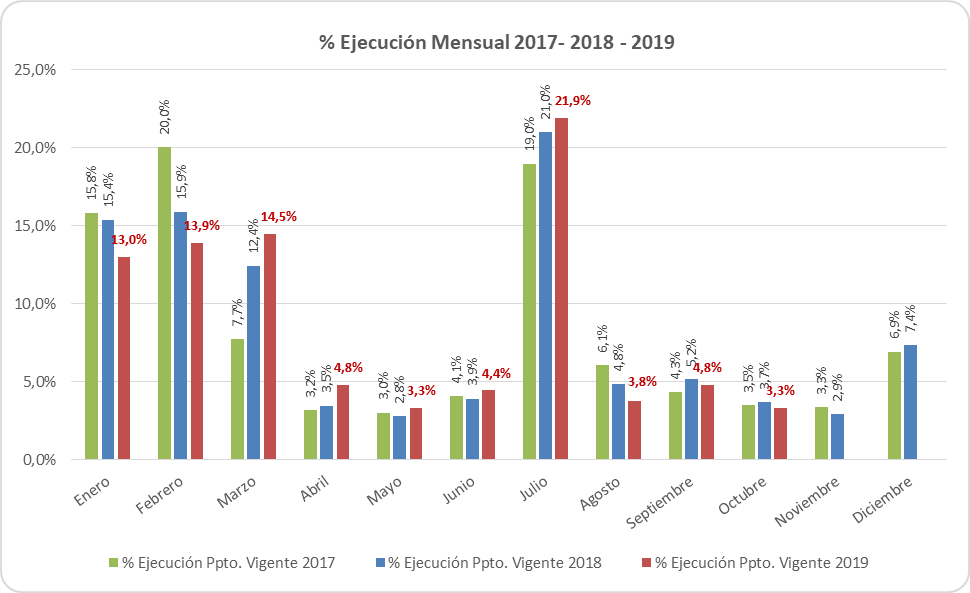 % Ejecución Mensual 2017- 2018 - 2019
25,0%
20,0%
15,0%
10,0%
5,0%
0,0%
15,8% 15,4% 13,0%
20,0% 15,9% 13,9%
7,7% 12,4% 14,5%
3,2% 3,5% 4,8%
3,0% 2,8% 3,3%
4,1% 3,9% 4,4%
19,0% 21,0% 21,9%
6,1% 4,8% 3,8%
4,3% 5,2% 4,8%
3,5% 3,7% 3,3%
3,3% 2,9%
6,9% 7,4%
Enero Febrero Marzo Abril Mayo Junio Julio Agosto Septiembre Octubre Noviembre Diciembre
% Ejecución Ppto. Vigente 2017 % Ejecución Ppto. Vigente 2018 % Ejecución Ppto. Vigente 2019